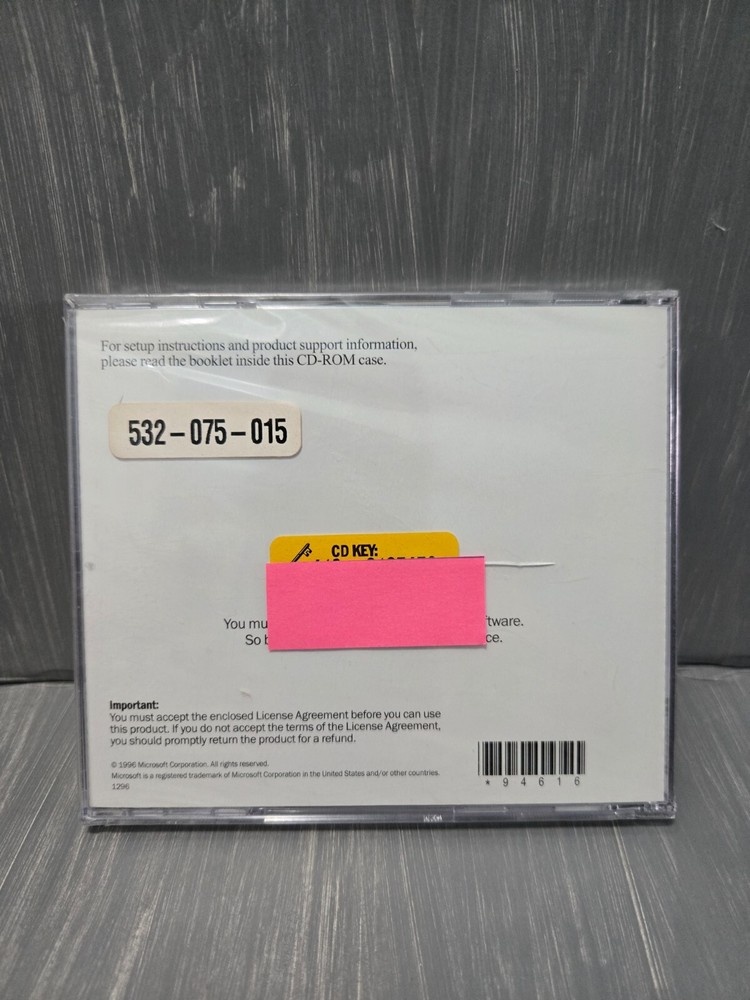 For setup instructions and product support information,
please read the booklet inside this CD-ROM case.
532-075-015
CD KEY:
You mu ftware.
So b ce.
Important:
You must accept the enclosed License Agreement before you can use
this product. If you do not accept the terms of the License Agreement,
you should promptly return the product for a refund.
© 1996 Microsoft Corporation. All rights reserved.
Microsoft is a registered trademark of Microsoft Corporation in the United States and/or other countries.
1296
* 9 4 6 1 6